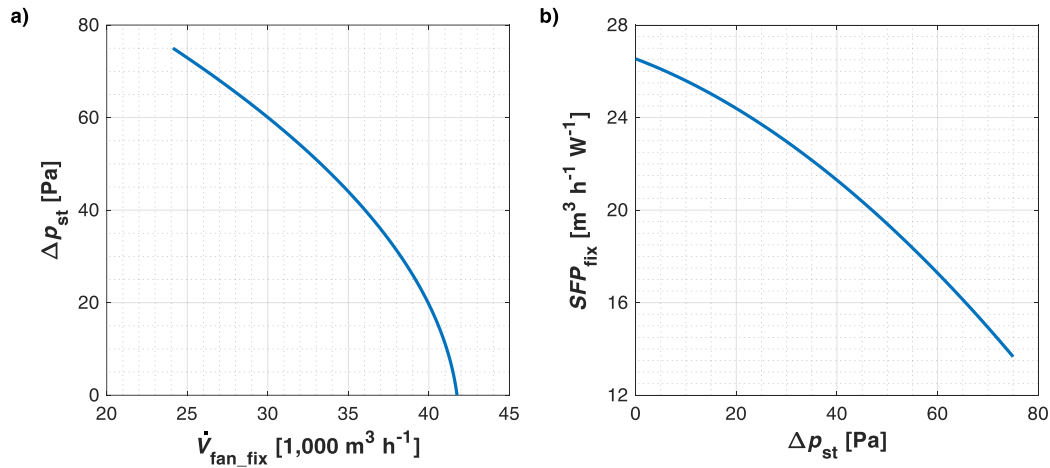 a)
80
60
40
20
0
Δp_st [Pa]
20 25 30 35 40 45
V̇_fan_fix [1,000 m³ h⁻¹]
b)
28
24
20
16
12
SFP_fix [m³ h⁻¹ W⁻¹]
0 20 40 60 80
Δp_st [Pa]